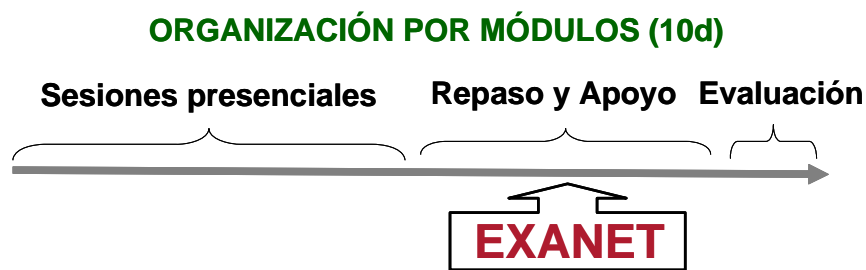 ORGANIZACIÓN POR MÓDULOS (10d)
Sesiones presenciales Repaso y Apoyo Evaluación
EXANET